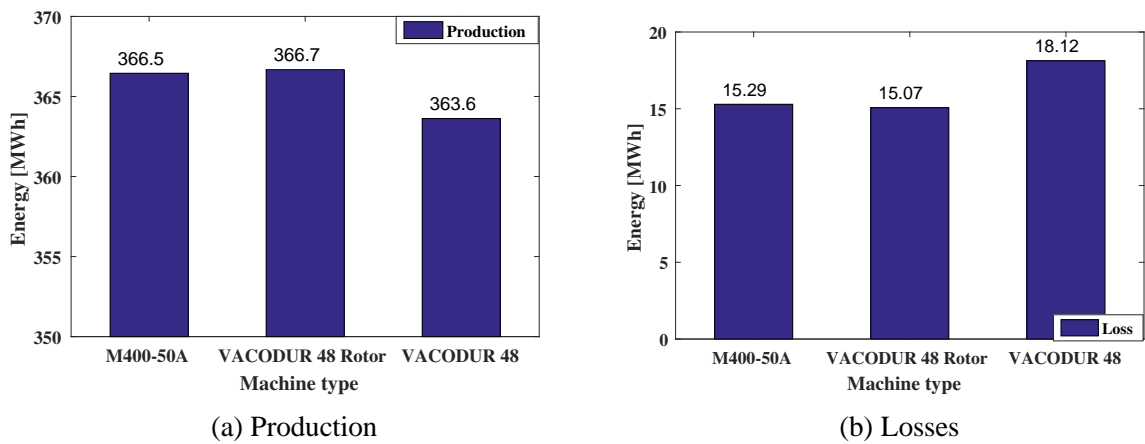 370
365
360
355
350
Energy [MWh]
Production
366.5
366.7
363.6
M400-50A VACODUR 48 Rotor VACODUR 48
Machine type
(a) Production
20
15
10
5
0
Energy [MWh]
15.29
15.07
18.12
Loss
M400-50A VACODUR 48 Rotor VACODUR 48
Machine type
(b) Losses